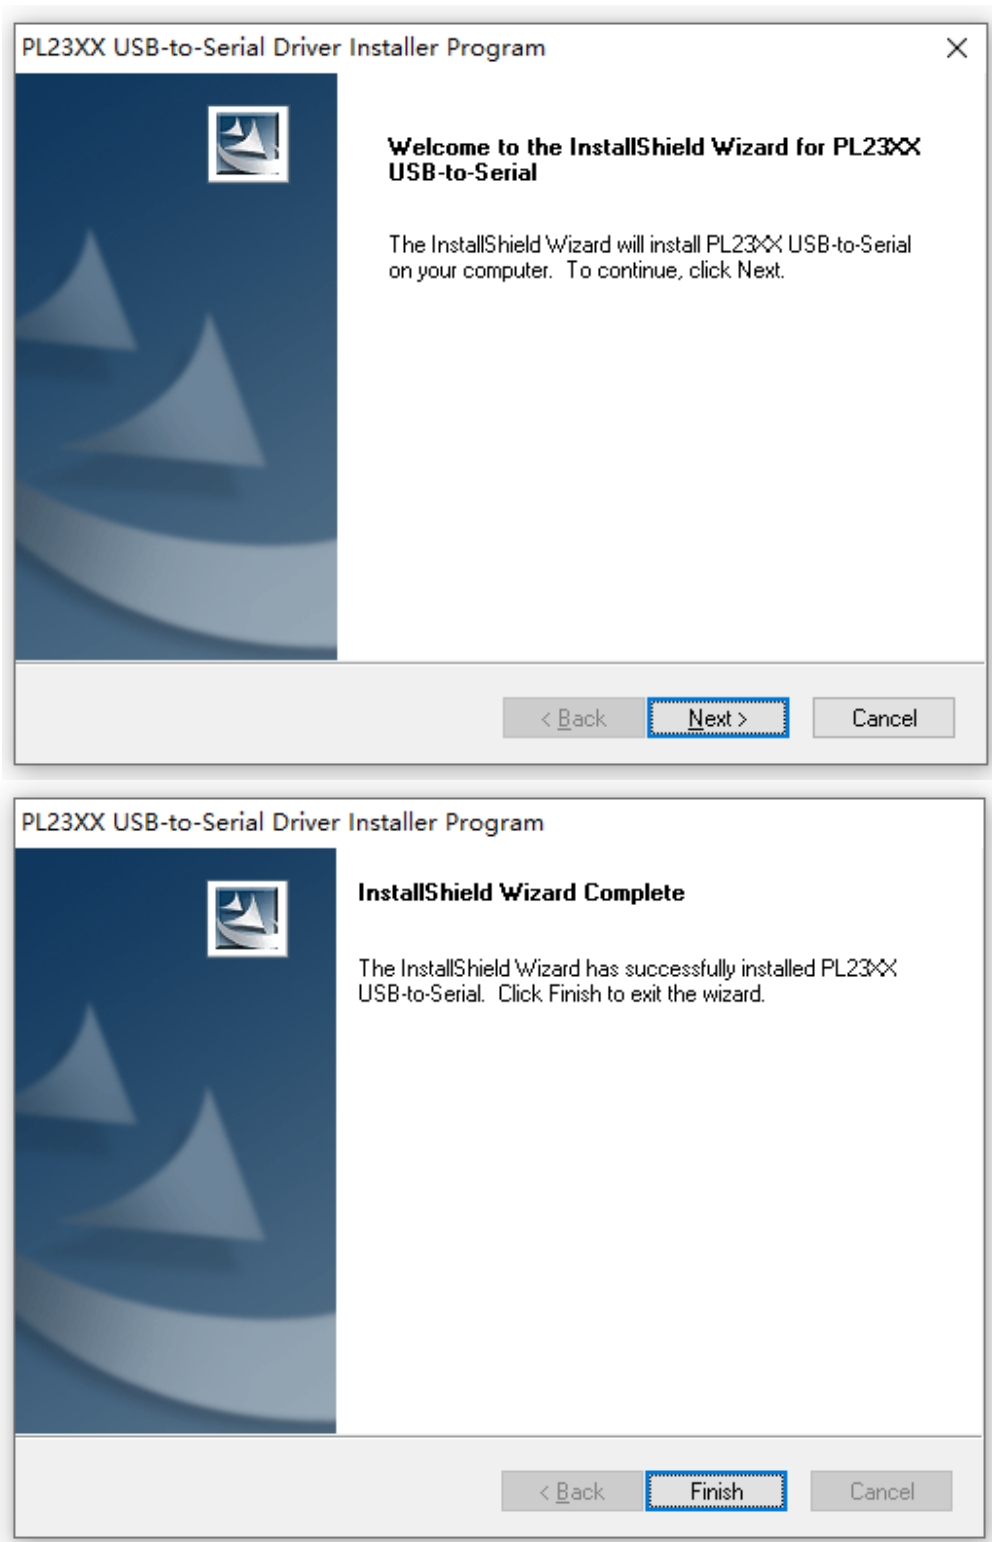 PL23XX USB-to-Serial Driver Installer Program
Welcome to the InstallShield Wizard for PL23XX
USB-to-Serial
The InstallShield Wizard will install PL23XX USB-to-Serial
on your computer. To continue, click Next.
< Back Next > Cancel
PL23XX USB-to-Serial Driver Installer Program
InstallShield Wizard Complete
The InstallShield Wizard has successfully installed PL23XX
USB-to-Serial. Click Finish to exit the wizard.
< Back Finish Cancel